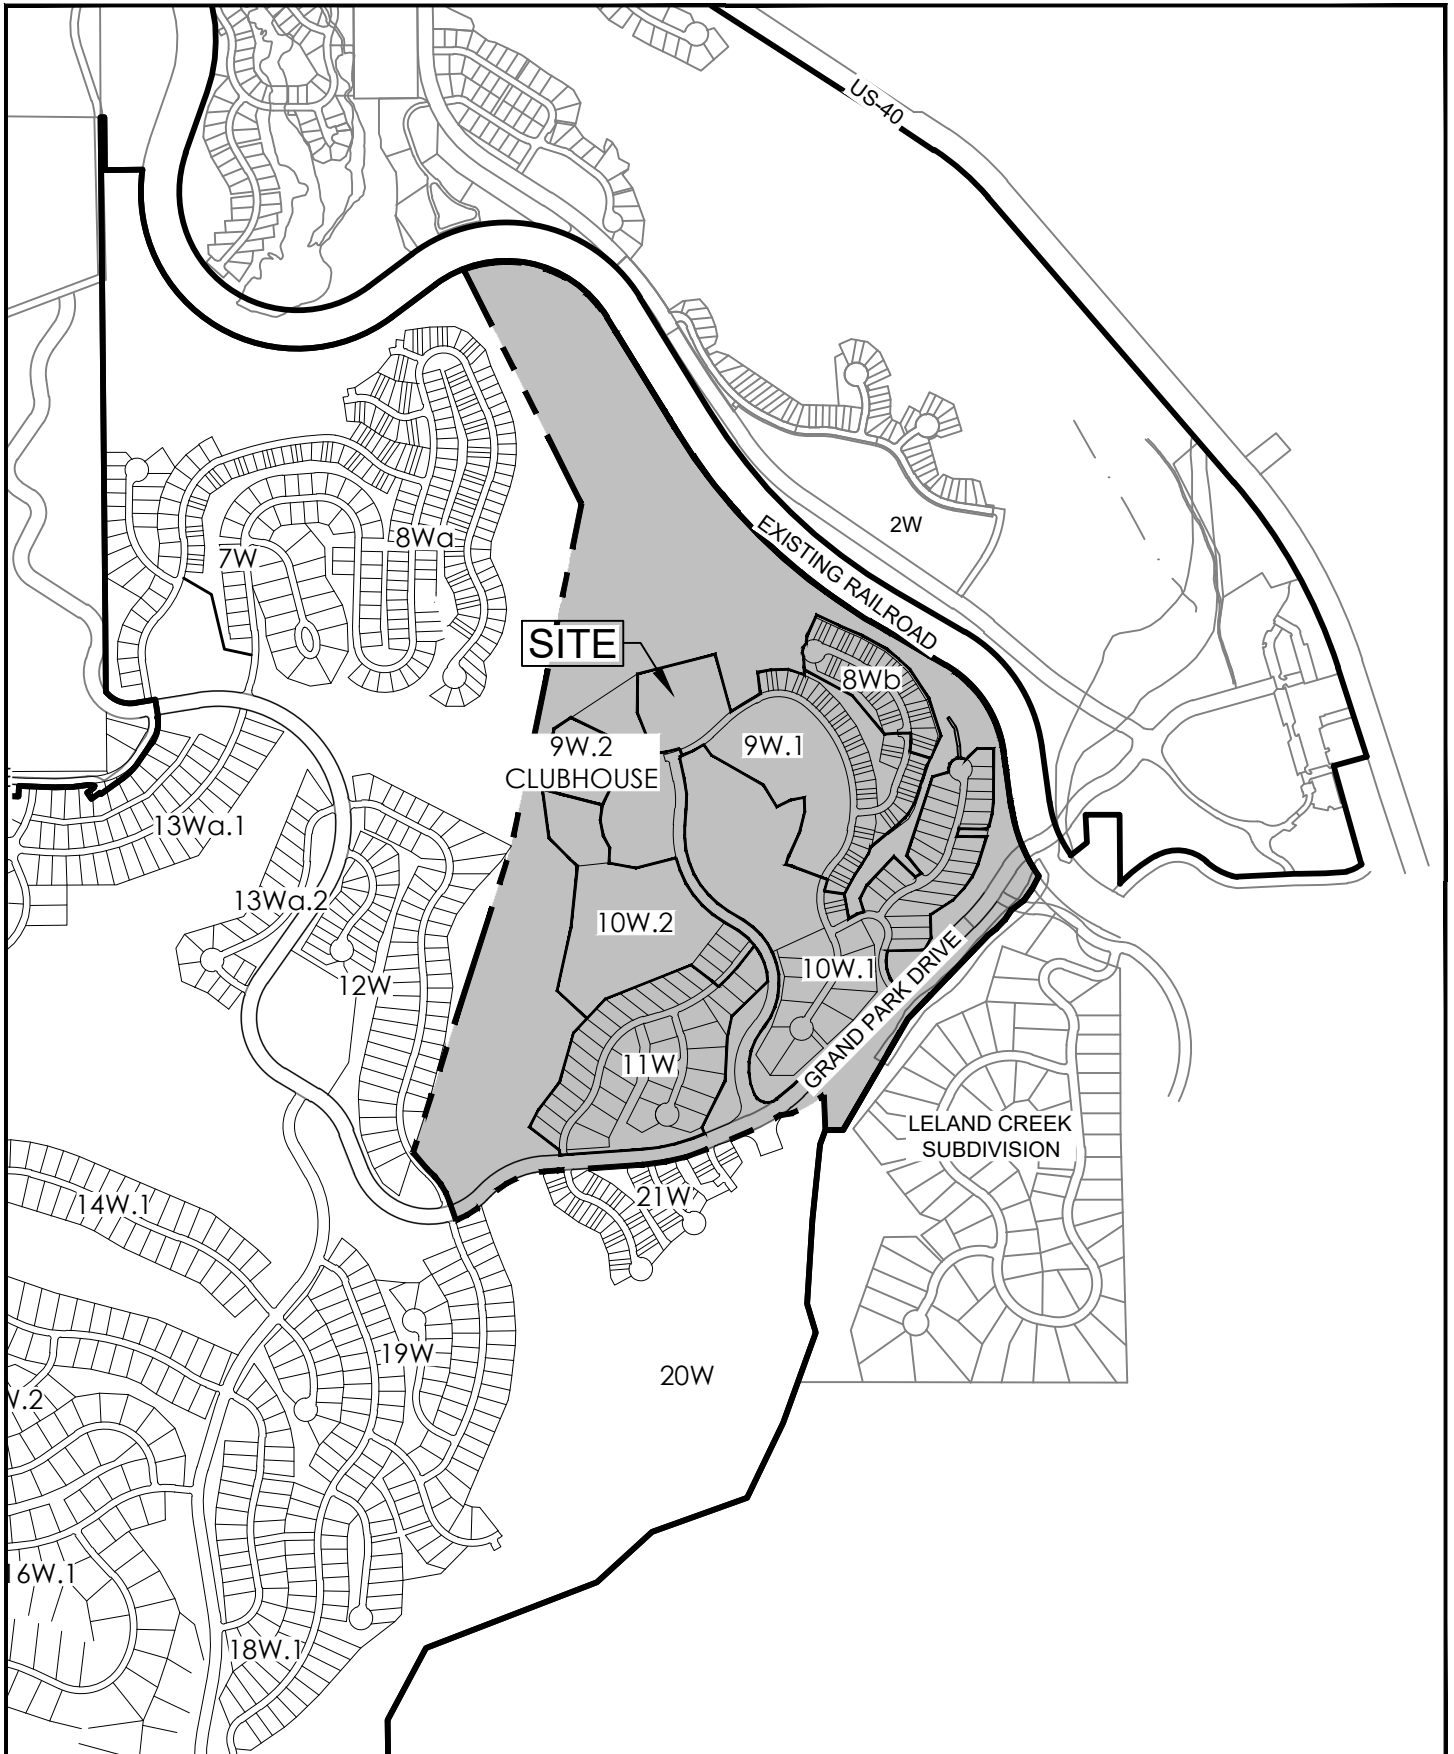 US-40
2W
EXISTING RAILROAD
8Wa
7W
SITE
8Wb
9W.2
CLUBHOUSE
9W.1
13Wa.1
13Wa.2
10W.2
12W
10W.1
GRAND PARK DRIVE
11W
LELAND CREEK
SUBDIVISION
21W
14W.1
19W
20W
W.2
16W.1
18W.1